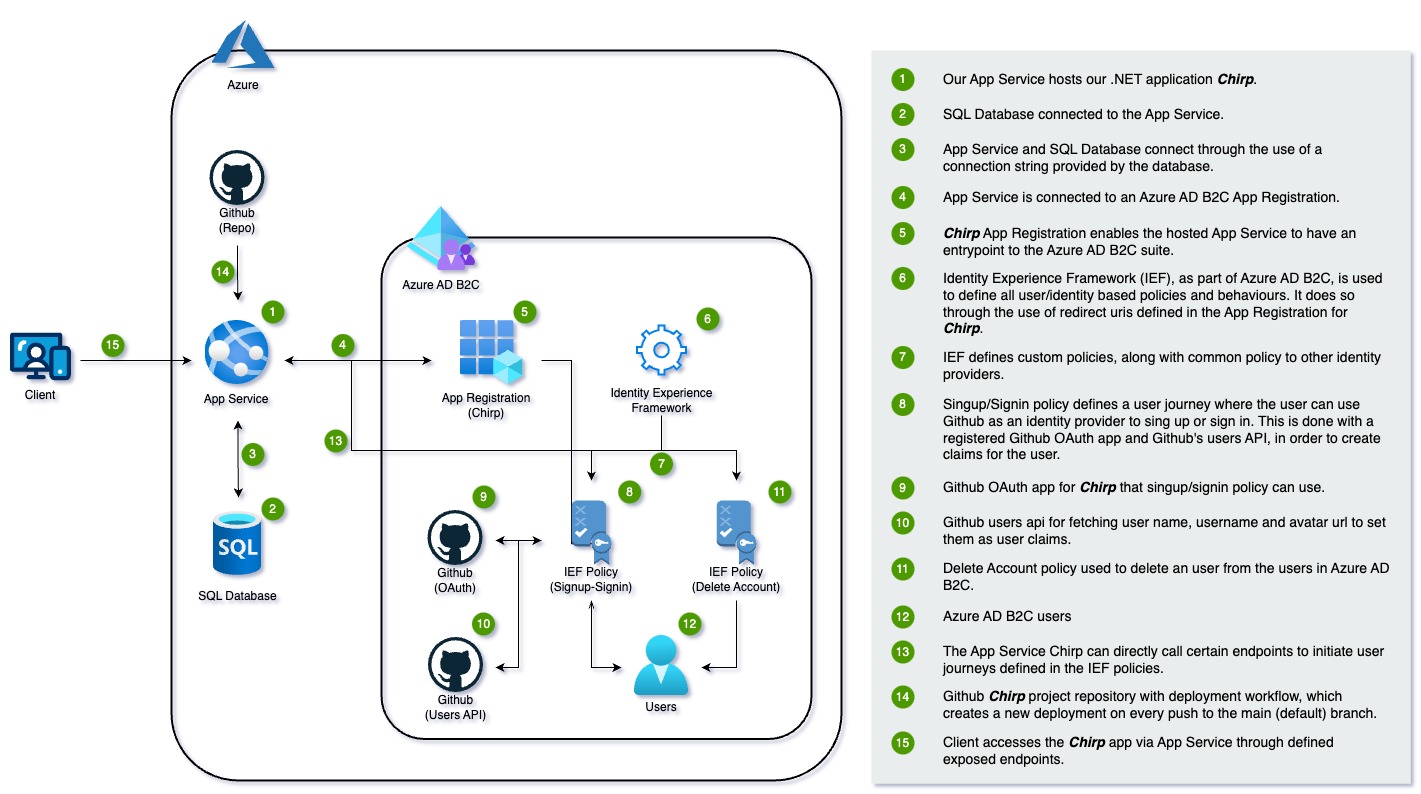 Azure
Github
(Repo)
14
1
15
Client
App Service
3
2
SQL
SQL Database
4
13
Azure AD B2C
5
App Registration
(Chirp)
6
Identity Experience
Framework
7
8
11
9
Github
(OAuth)
IEF Policy
(Signup-Signin)
IEF Policy
(Delete Account)
10
Github
(Users API)
12
Users
1 Our App Service hosts our .NET application Chirp.
2 SQL Database connected to the App Service.
3 App Service and SQL Database connect through the use of a
connection string provided by the database.
4 App Service is connected to an Azure AD B2C App Registration.
5 Chirp App Registration enables the hosted App Service to have an
entrypoint to the Azure AD B2C suite.
6 Identity Experience Framework (IEF), as part of Azure AD B2C, is used
to define all user/identity based policies and behaviours. It does so
through the use of redirect uris defined in the App Registration for
Chirp.
7 IEF defines custom policies, along with common policy to other identity
providers.
8 Singup/Signin policy defines a user journey where the user can use
Github as an identity provider to sing up or sign in. This is done with a
registered Github OAuth app and Github's users API, in order to create
claims for the user.
9 Github OAuth app for Chirp that singup/signin policy can use.
10 Github users api for fetching user name, username and avatar url to set
them as user claims.
11 Delete Account policy used to delete an user from the users in Azure AD
B2C.
12 Azure AD B2C users
13 The App Service Chirp can directly call certain endpoints to initiate user
journeys defined in the IEF policies.
14 Github Chirp project repository with deployment workflow, which
creates a new deployment on every push to the main (default) branch.
15 Client accesses the Chirp app via App Service through defined
exposed endpoints.